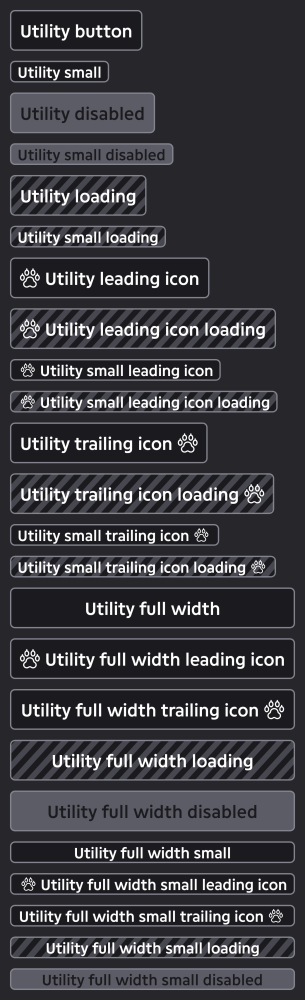 Utility button
Utility small
Utility disabled
Utility small disabled
Utility loading
Utility small loading
Utility leading icon
Utility leading icon loading
Utility small leading icon
Utility small leading icon loading
Utility trailing icon
Utility trailing icon loading
Utility small trailing icon
Utility small trailing icon loading
Utility full width
Utility full width leading icon
Utility full width trailing icon
Utility full width loading
Utility full width disabled
Utility full width small
Utility full width small leading icon
Utility full width small trailing icon
Utility full width small loading
Utility full width small disabled